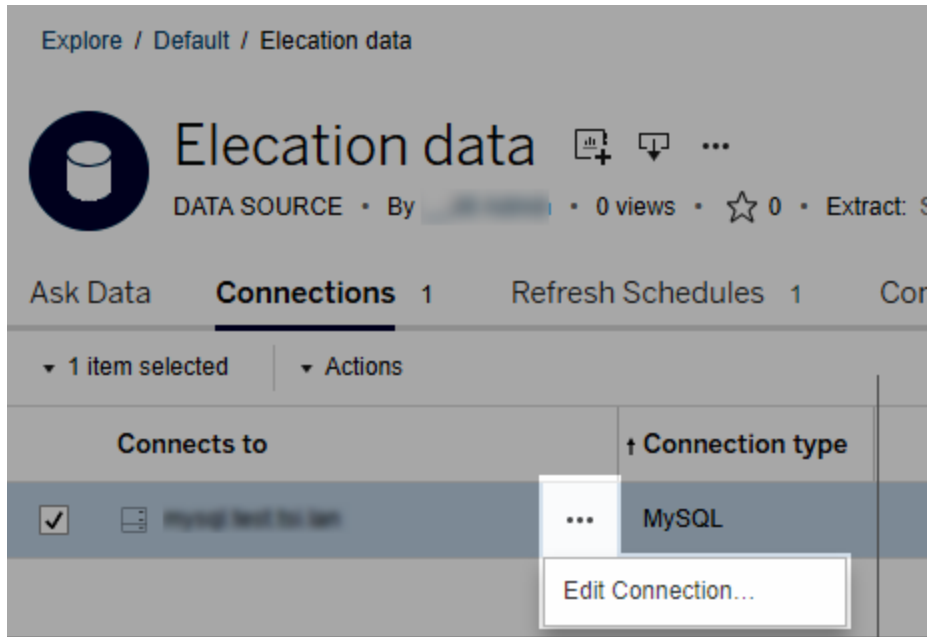 Explore / Default / Elecation data
Elecation data
DATA SOURCE • By • 0 views • 0 • Extract:
Ask Data Connections 1 Refresh Schedules 1
1 item selected Actions
Connects to ↑ Connection type
••• MySQL
Edit Connection...